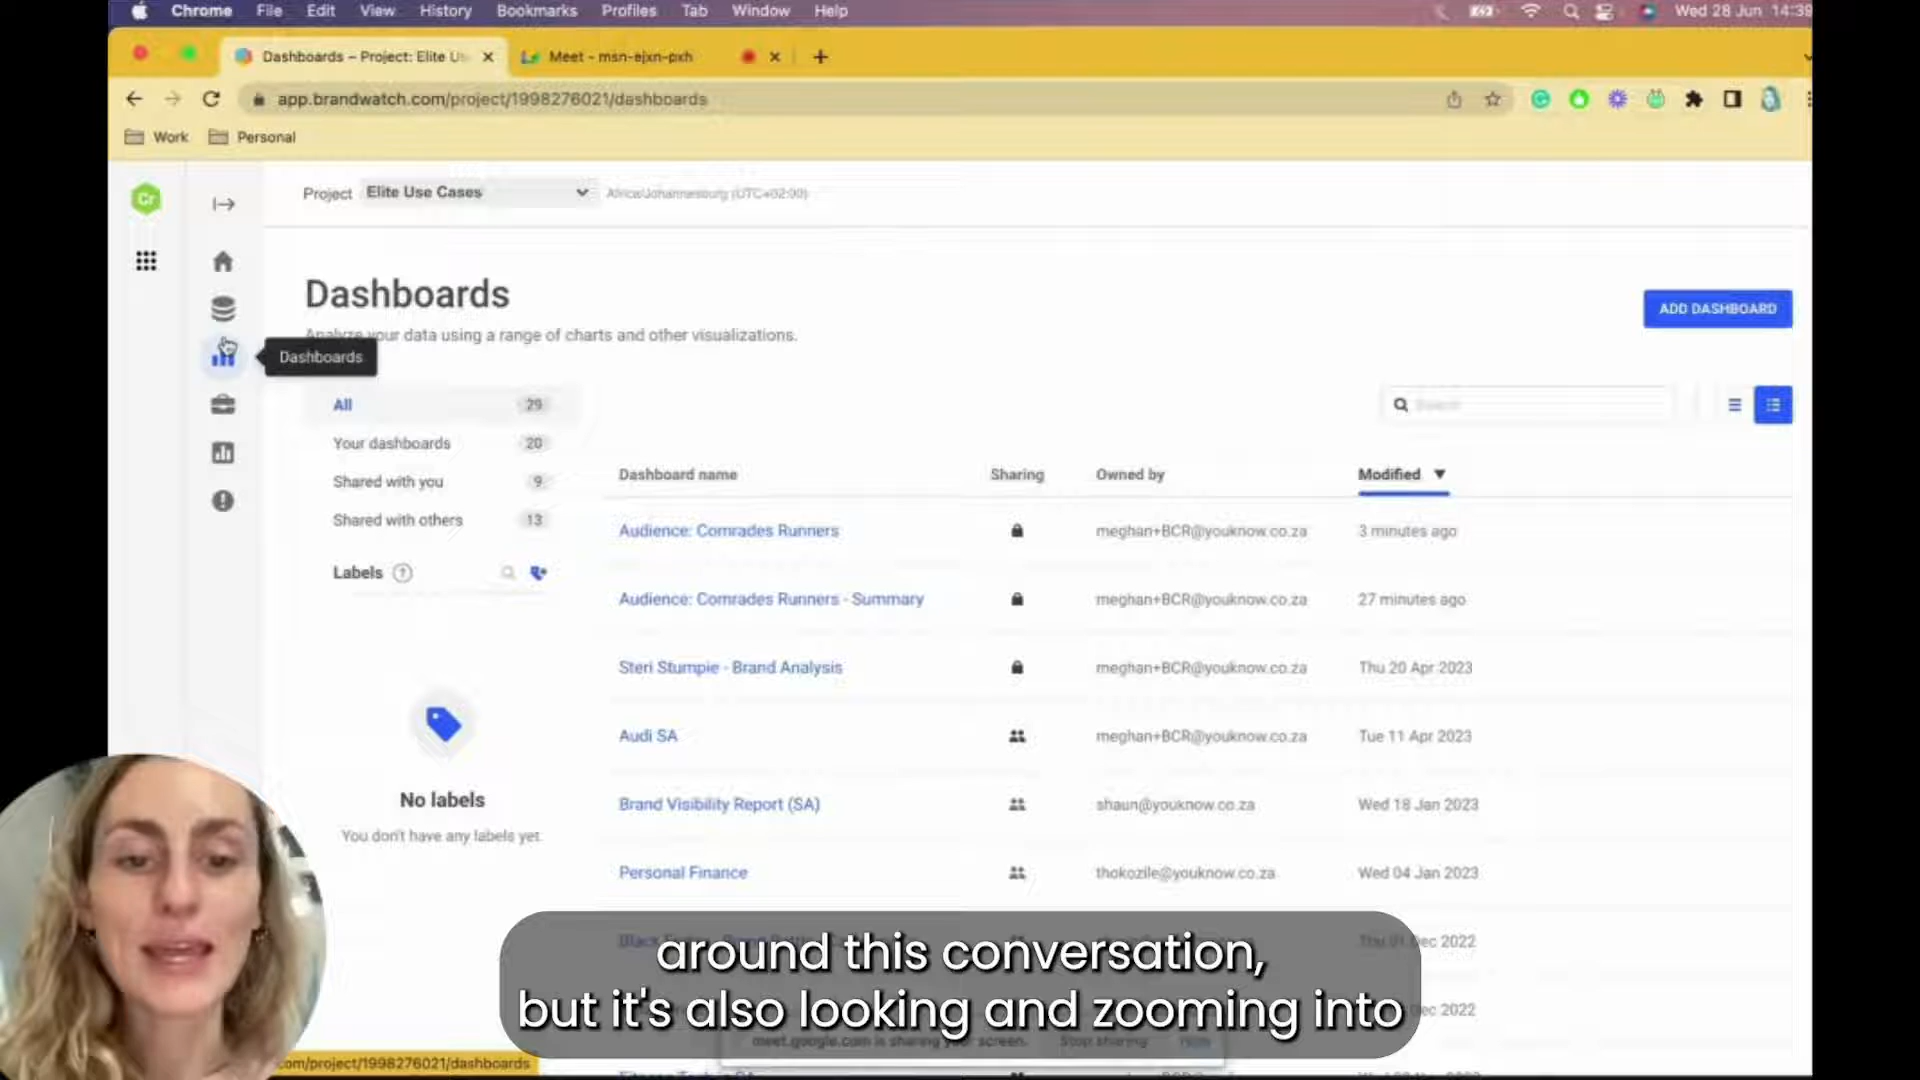 Chrome File Edit View History Bookmarks Profiles Tab Window Help Wed 28 Jun 14:39
Dashboards – Project: Elite Us Meet - msn-ejxn-pxh
app.brandwatch.com/project/1998276021/dashboards
Work Personal
Cr
Project Elite Use Cases Africa/Johannesburg (UTC+02:00)
Dashboards
ADD DASHBOARD
Analyze your data using a range of charts and other visualizations.
Dashboards
All 29
Search
Your dashboards 20
Dashboard name Sharing Owned by Modified
Shared with you 9
Shared with others 13
Audience: Comrades Runners meghan+BCR@youknow.co.za 3 minutes ago
Labels
Audience: Comrades Runners - Summary meghan+BCR@youknow.co.za 27 minutes ago
Steri Stumpie - Brand Analysis meghan+BCR@youknow.co.za Thu 20 Apr 2023
Audi SA meghan+BCR@youknow.co.za Tue 11 Apr 2023
No labels
Brand Visibility Report (SA) shaun@youknow.co.za Wed 18 Jan 2023
You don't have any labels yet.
Personal Finance thokozile@youknow.co.za Wed 04 Jan 2023
Thu 01 Dec 2022
around this conversation,
but it's also looking and zooming into
Dec 2022
meet.google.com is sharing your screen. Stop sharing Hide
com/project/1998276021/dashboards